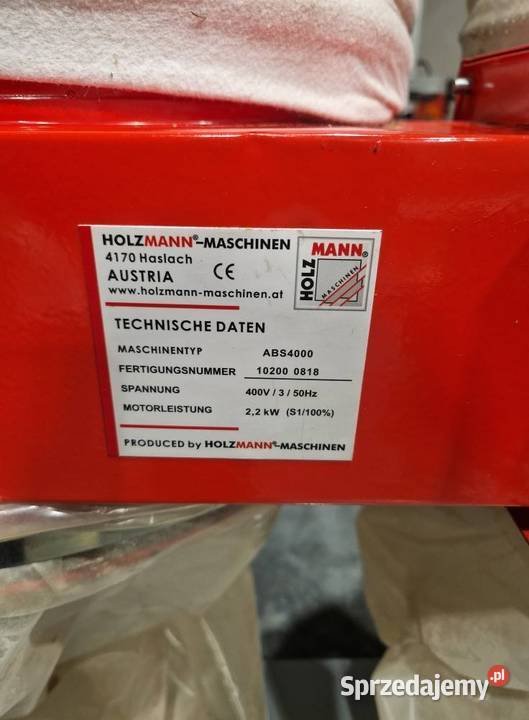 HOLZMANN®-MASCHINEN
4170 Haslach
AUSTRIA CE
www.holzmann-maschinen.at
HOLZ
MANN®
MASCHINEN
TECHNISCHE DATEN
MASCHINENTYP ABS4000
FERTIGUNGSNUMMER 10200 0818
SPANNUNG 400V / 3 / 50Hz
MOTORLEISTUNG 2,2 kW (S1/100%)
PRODUCED by HOLZMANN®-MASCHINEN
Sprzedajemy.pl